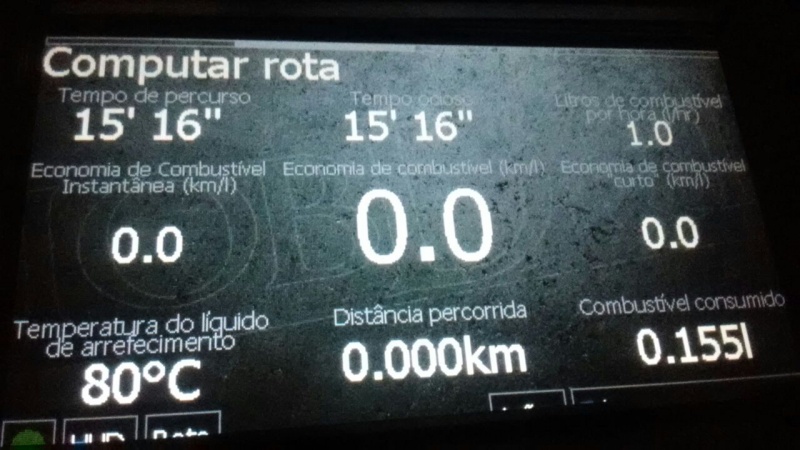 Computar rota
Tempo de percurso
15' 16"
Tempo ocioso
15' 16"
Litros de combustível
por hora (l/hr)
1.0
Economia de Combustível
Instantânea (km/l)
0.0
Economia de combustível (km/l)
0.0
Economia de combustível
curto (km/l)
0.0
Temperatura do líquido
de arrefecimento
80°C
Distância percorrida
0.000km
Combustível consumido
0.155l
HUD
Rota